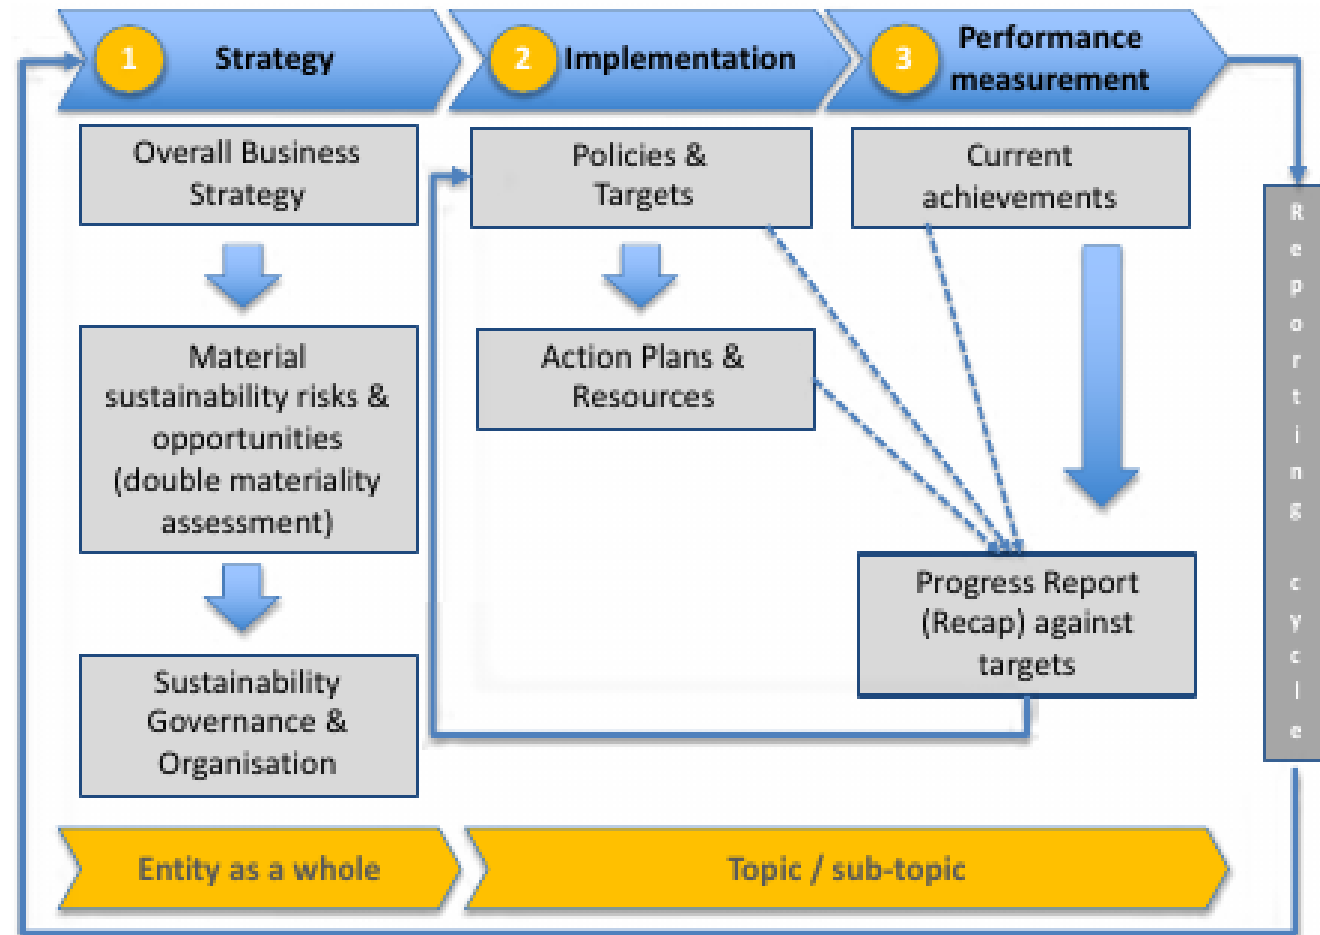 1
Strategy
2
Implementation
3
Performance
measurement
Overall Business
Strategy
Material
sustainability risks &
opportunities
(double materiality
assessment)
Sustainability
Governance &
Organisation
Policies &
Targets
Action Plans &
Resources
Current
achievements
Progress Report
(Recap) against
targets
Reporting cycle
Entity as a whole
Topic / sub-topic